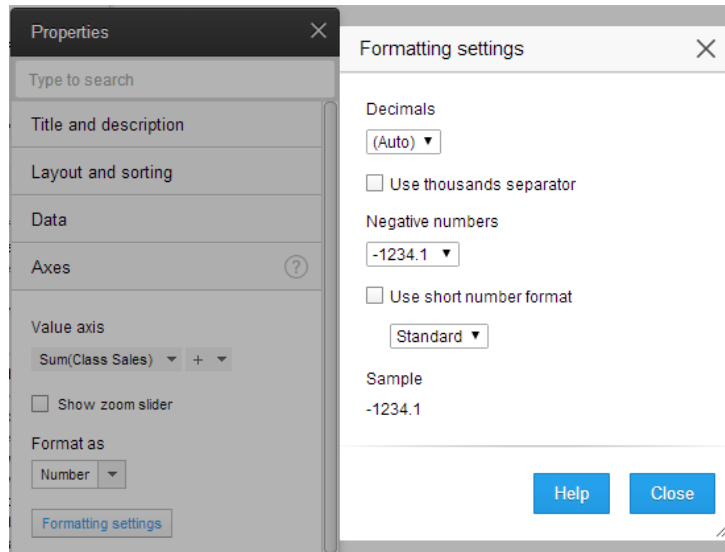 Properties
Type to search
Title and description
Layout and sorting
Data
Axes
?
Value axis
Sum(Class Sales) +
Show zoom slider
Format as
Number
Formatting settings
Formatting settings
Decimals
(Auto)
Use thousands separator
Negative numbers
-1234.1
Use short number format
Standard
Sample
-1234.1
Help Close